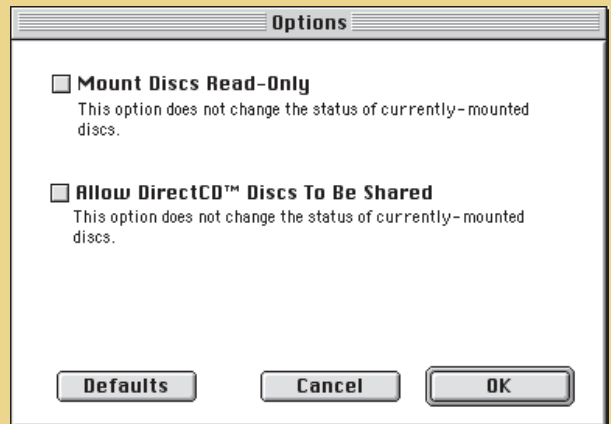 Options
Mount Discs Read-Only
This option does not change the status of currently-mounted
discs.
Allow DirectCD™ Discs To Be Shared
This option does not change the status of currently-mounted
discs.
Defaults
Cancel
OK